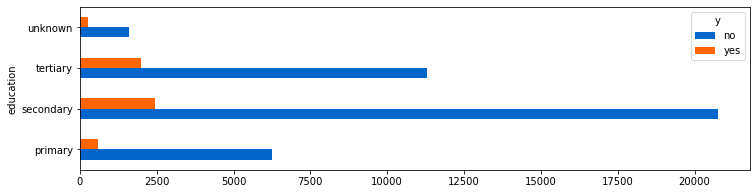 y
no
yes
unknown
tertiary
secondary
primary
education
0 2500 5000 7500 10000 12500 15000 17500 20000